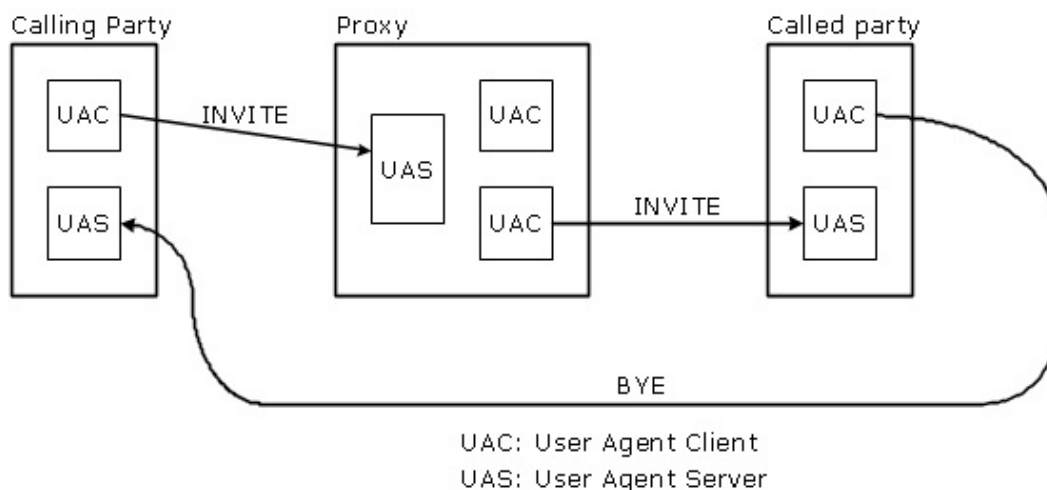 Calling Party
Proxy
Called party
UAC
INVITE
UAS
UAC
UAS
UAC
INVITE
UAC
UAS
BYE
UAC: User Agent Client
UAS: User Agent Server